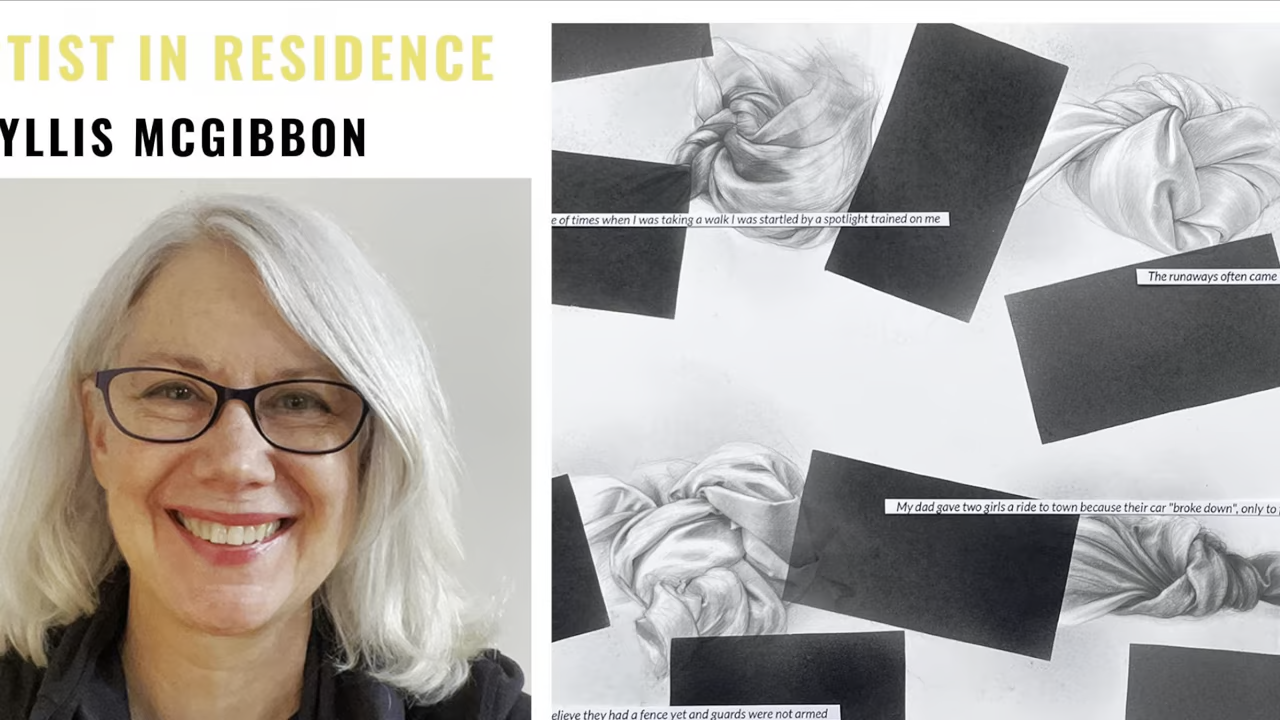 TIST IN RESIDENCE
YLLIS MCGIBBON
e of times when I was taking a walk I was startled by a spotlight trained on me
The runaways often came
My dad gave two girls a ride to town because their car "broke down", only to
elieve they had a fence yet and guards were not armed